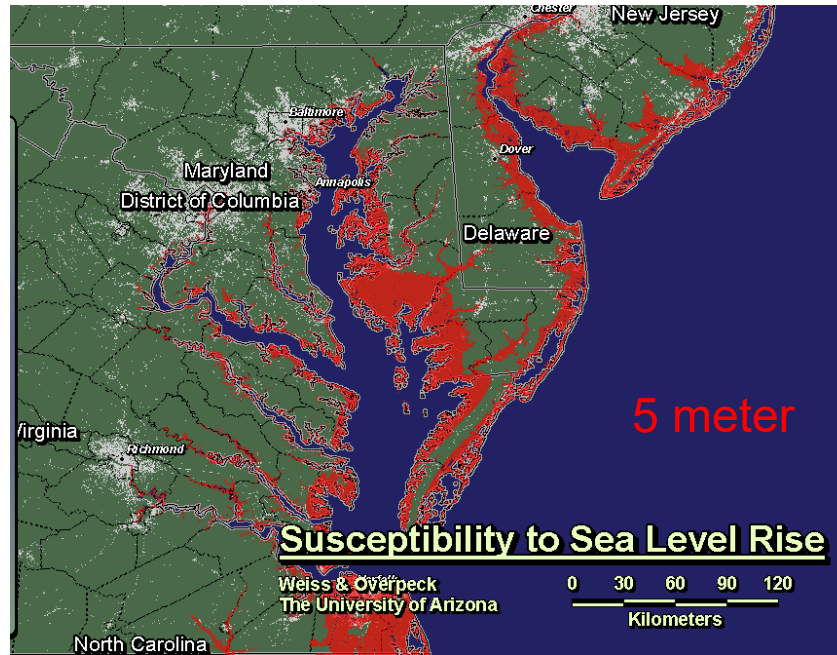 Chester
New Jersey
Baltimore
Maryland
Annapolis
District of Columbia
Dover
Delaware
5 meter
Virginia
Richmond
Susceptibility to Sea Level Rise
Weiss & Overpeck
The University of Arizona
0 30 60 90 120
Kilometers
North Carolina